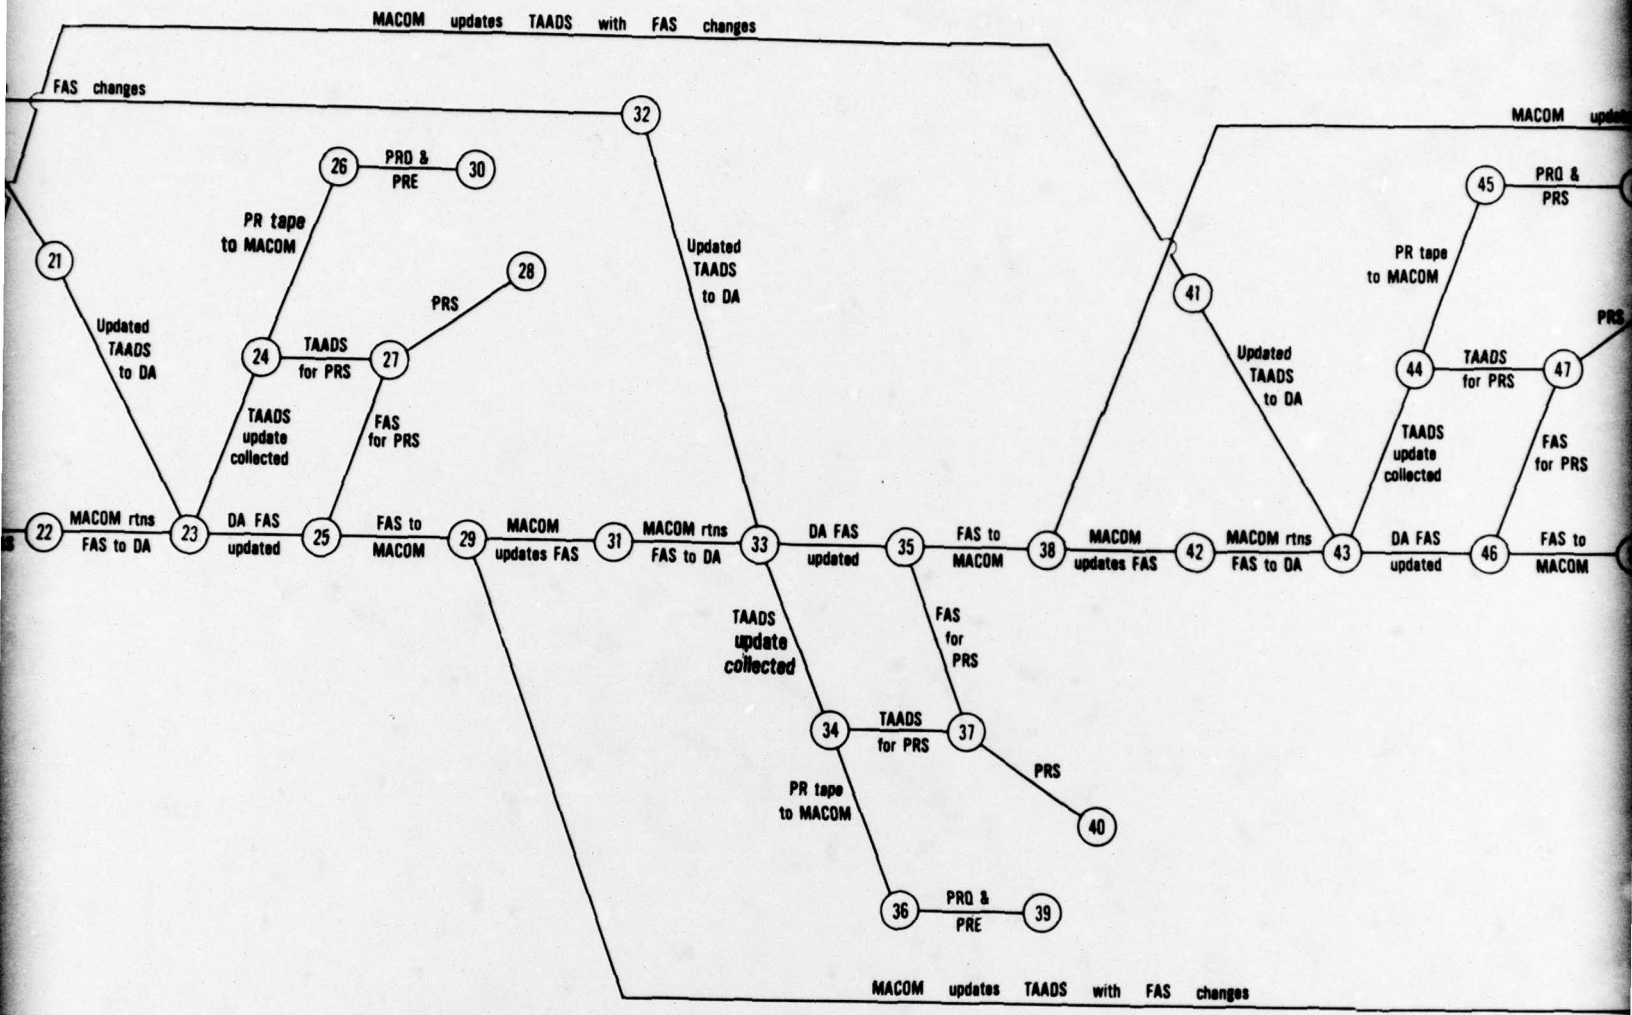 MACOM updates TAADS with FAS changes
FAS changes
32
MACOM
26
PRQ &
PRE
30
45
PRQ &
PRS
PR tape
to MACOM
21
28
Updated
TAADS
to DA
PR tape
to MACOM
41
PRS
PRS
Updated
TAADS
to DA
24
TAADS
for PRS
27
Updated
TAADS
to DA
44
TAADS
for PRS
47
TAADS
update
collected
FAS
for PRS
TAADS
update
collected
FAS
for PRS
22
MACOM rtns
FAS to DA
23
DA FAS
updated
25
FAS to
MACOM
29
MACOM
updates FAS
31
MACOM rtns
FAS to DA
33
DA FAS
updated
35
FAS to
MACOM
38
MACOM
updates FAS
42
MACOM rtns
FAS to DA
43
DA FAS
updated
46
FAS to
MACOM
TAADS
update
collected
FAS
for
PRS
34
TAADS
for PRS
37
PRS
PR tape
to MACOM
40
36
PRQ &
PRE
39
MACOM updates TAADS with FAS changes